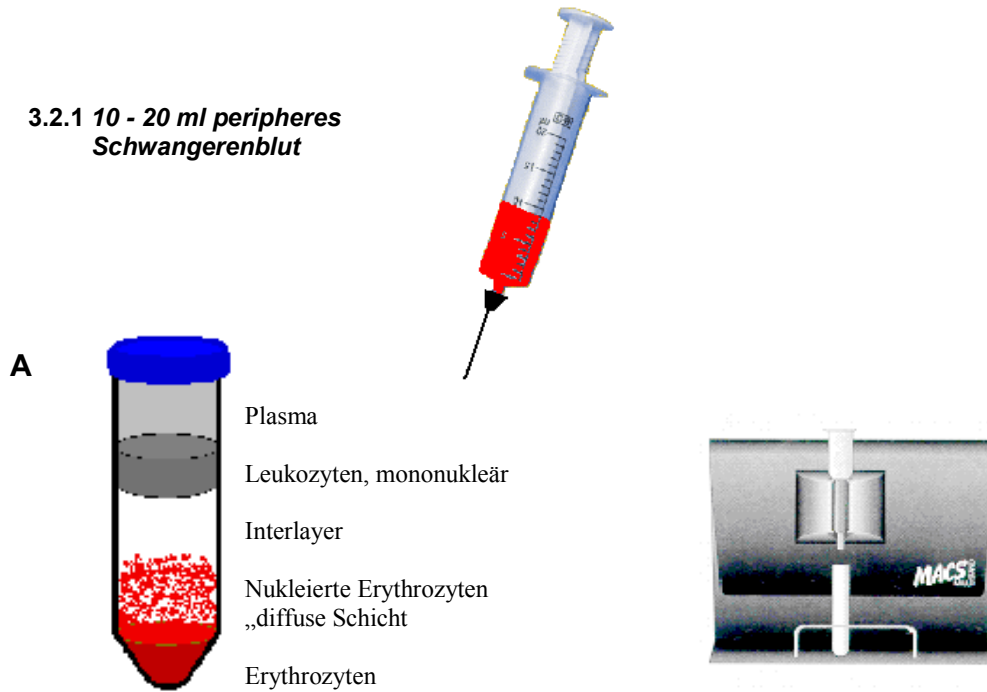 3.2.1 10 - 20 ml peripheres
Schwangerenblut
A
Plasma
Leukozyten, mononukleär
Interlayer
Nukleierte Erythrozyten
„diffuse Schicht
Erythrozyten
MACS